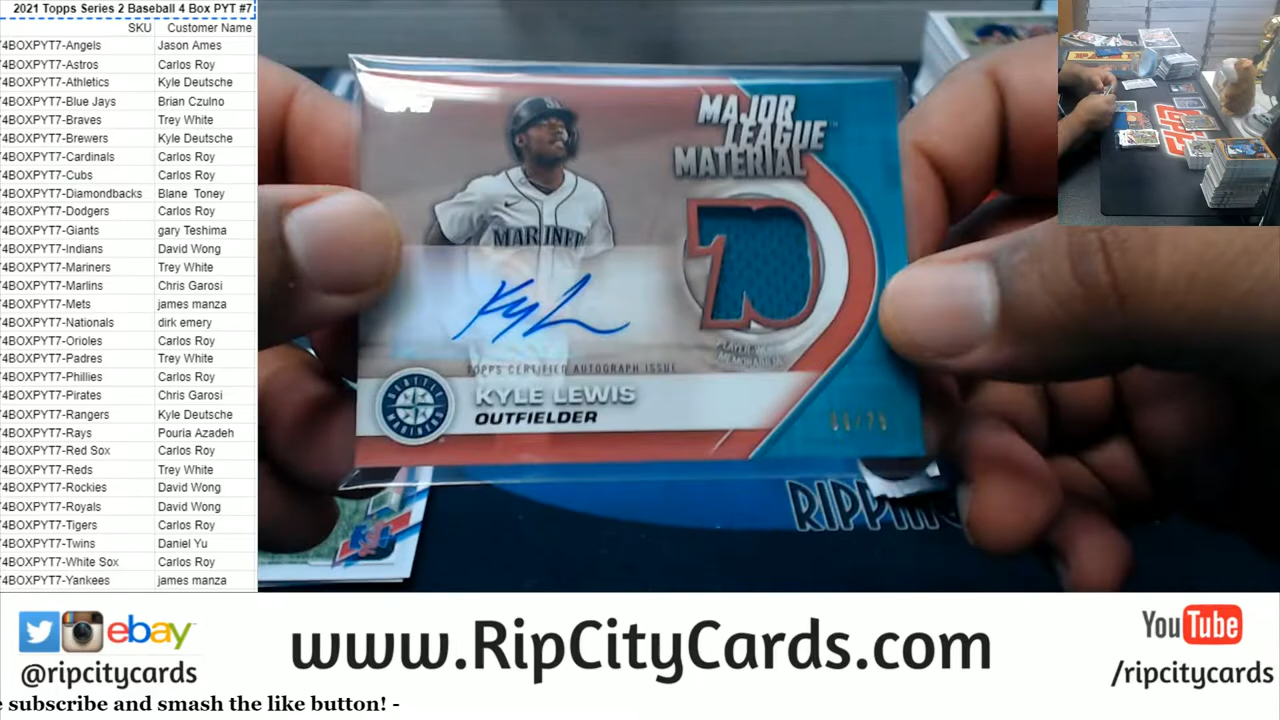 2021 Topps Series 2 Baseball 4 Box PYT #7
SKU Customer Name
4BOXPYT7-Angels Jason Ames
4BOXPYT7-Astros Carlos Roy
4BOXPYT7-Athletics Kyle Deutsche
4BOXPYT7-Blue Jays Brian Czulno
4BOXPYT7-Braves Trey White
4BOXPYT7-Brewers Kyle Deutsche
4BOXPYT7-Cardinals Carlos Roy
4BOXPYT7-Cubs Carlos Roy
4BOXPYT7-Diamondbacks Blane Toney
4BOXPYT7-Dodgers Carlos Roy
4BOXPYT7-Giants gary Teshima
4BOXPYT7-Indians David Wong
4BOXPYT7-Mariners Trey White
4BOXPYT7-Marlins Chris Garosi
4BOXPYT7-Mets james manza
4BOXPYT7-Nationals dirk emery
4BOXPYT7-Orioles Carlos Roy
4BOXPYT7-Padres Trey White
4BOXPYT7-Phillies Carlos Roy
4BOXPYT7-Pirates Chris Garosi
4BOXPYT7-Rangers Kyle Deutsche
4BOXPYT7-Rays Pouria Azadeh
4BOXPYT7-Red Sox Carlos Roy
4BOXPYT7-Reds Trey White
4BOXPYT7-Rockies David Wong
4BOXPYT7-Royals David Wong
4BOXPYT7-Tigers Carlos Roy
4BOXPYT7-Twins Daniel Yu
4BOXPYT7-White Sox Carlos Roy
4BOXPYT7-Yankees james manza
MAJOR
LEAGUE
MATERIAL
MARINERS
TOPPS CERTIFIED AUTOGRAPH ISSUE
SEATTLE MARINERS
KYLE LEWIS
OUTFIELDER
ebay
@ripcitycards
www.RipCityCards.com
YouTube
/ripcitycards
subscribe and smash the like button! -